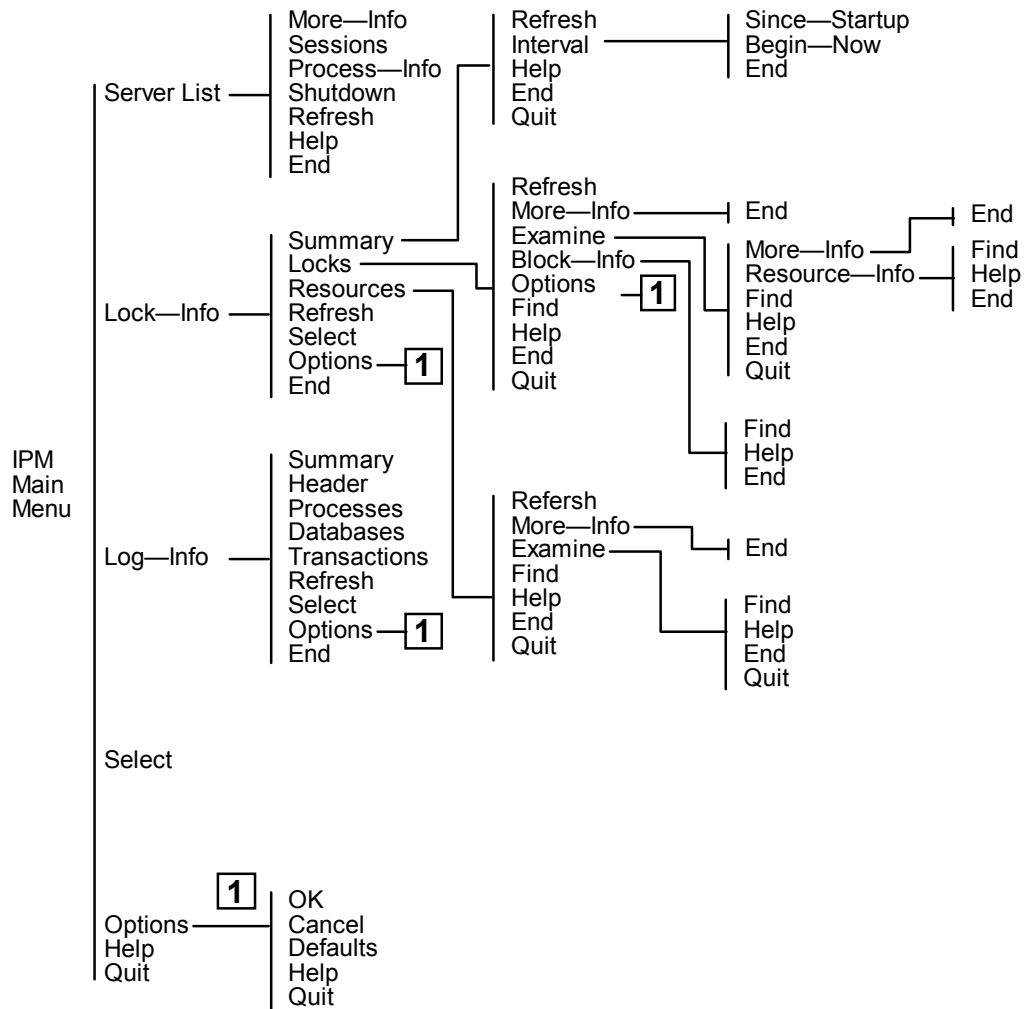 IPM
Main
Menu
Server List
Lock—Info
Log—Info
Select
Options
Help
Quit
More—Info
Sessions
Process—Info
Shutdown
Refresh
Help
End
Summary
Locks
Resources
Refresh
Select
Options
1
End
Summary
Header
Processes
Databases
Transactions
Refresh
Select
Options
1
End
1
OK
Cancel
Defaults
Help
Quit
Refresh
Interval
Help
End
Quit
Refresh
More—Info
Examine
Block—Info
Options
1
Find
Help
End
Quit
Refersh
More—Info
Examine
Find
Help
End
Quit
Since—Startup
Begin—Now
End
End
More—Info
Resource—Info
Find
Help
End
Quit
Find
Help
End
End
Find
Help
End
Quit
End
Find
Help
End